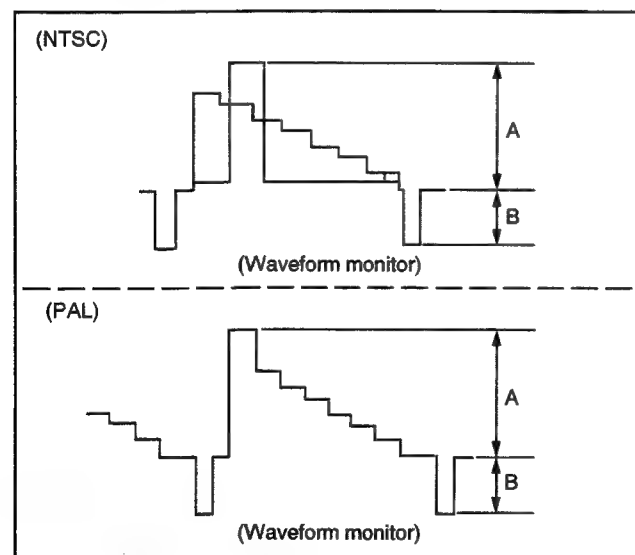 (NTSC)
A
B
(Waveform monitor)
(PAL)
A
B
(Waveform monitor)